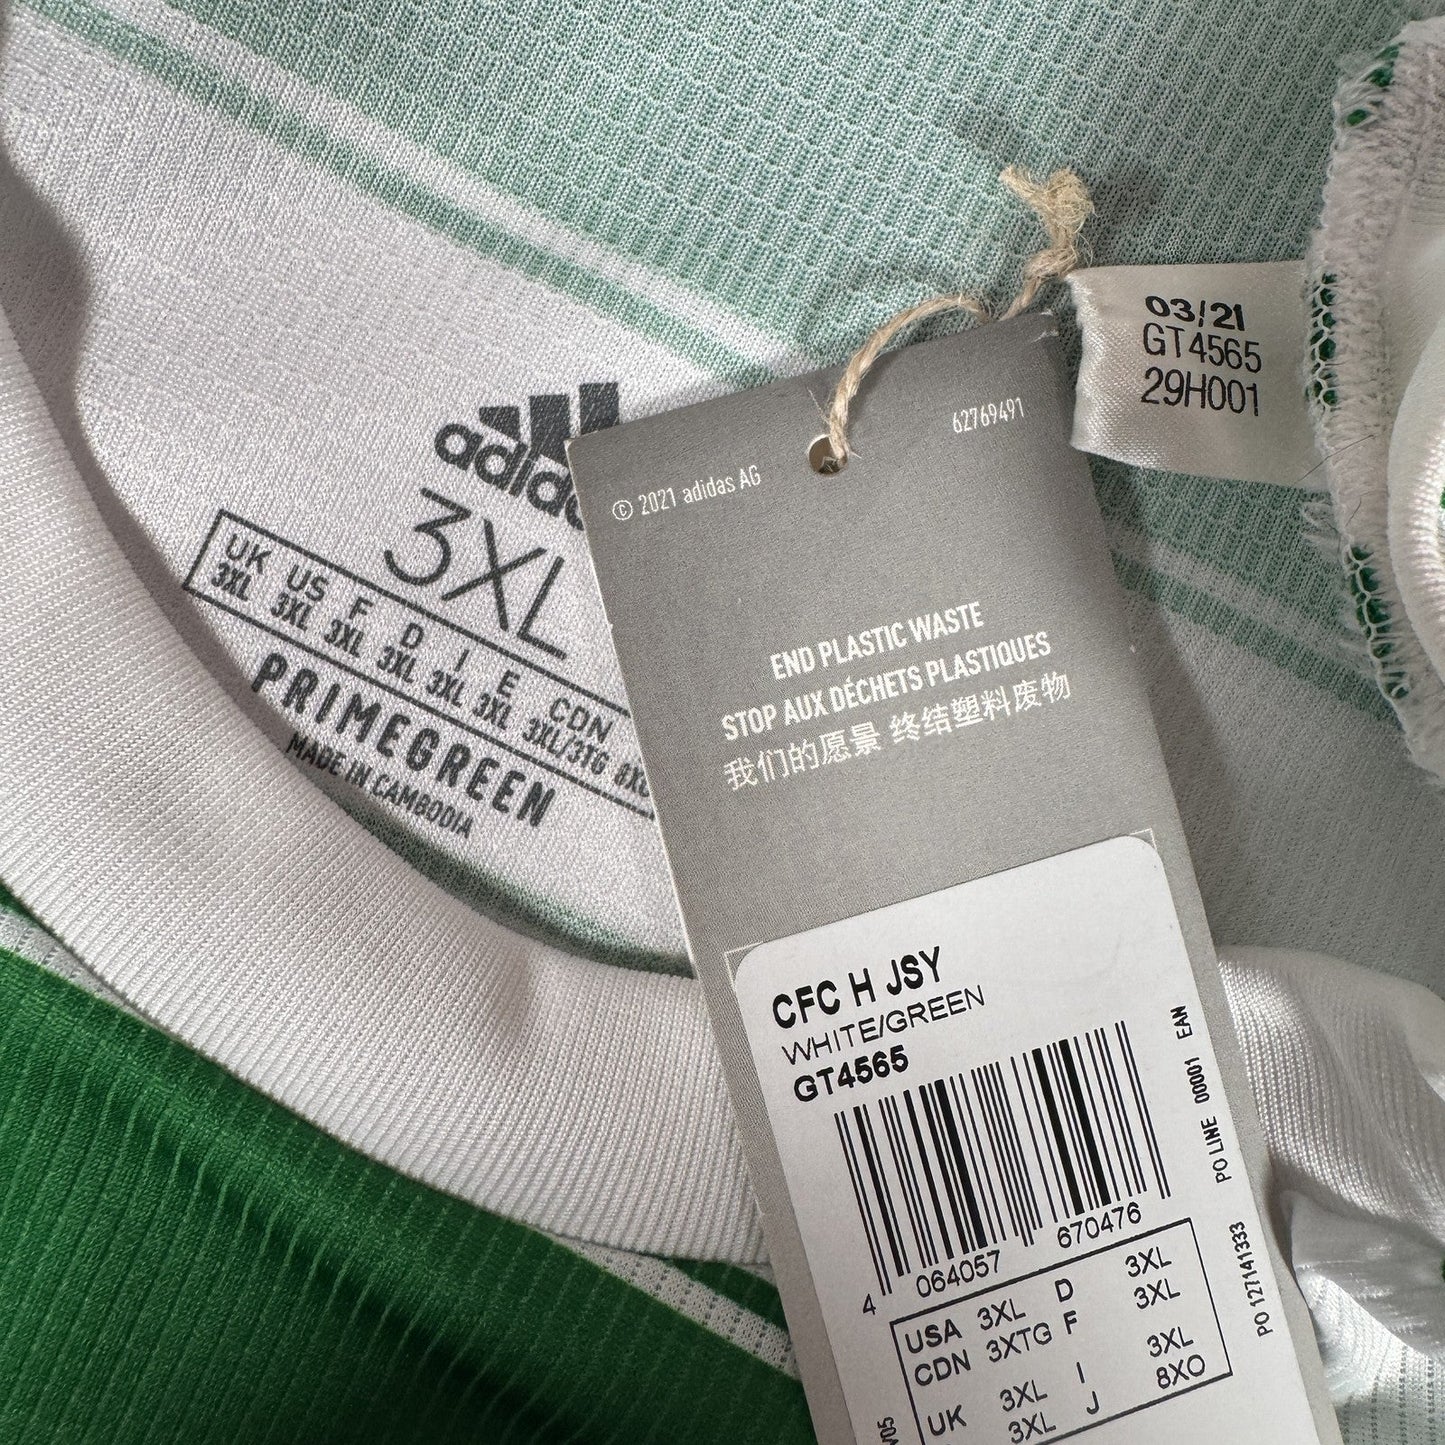 adidas
3XL
UK US F D I E CDN
3XL 3XL 3XL 3XL 3XL 3XL 3XL/3TG 8XO
PRIMEGREEN
MADE IN CAMBODIA
© 2021 adidas AG
62769491
END PLASTIC WASTE
STOP AUX DÉCHETS PLASTIQUES
我们的愿景 终结塑料废物
03/21
GT4565
29H001
CFC H JSY
WHITE/GREEN
GT4565
4 064057 670476
EAN
PO LINE 00001
PO 127141333
USA 3XL D 3XL
CDN 3XTG F 3XL
UK 3XL I 3XL
3XL J 8XO